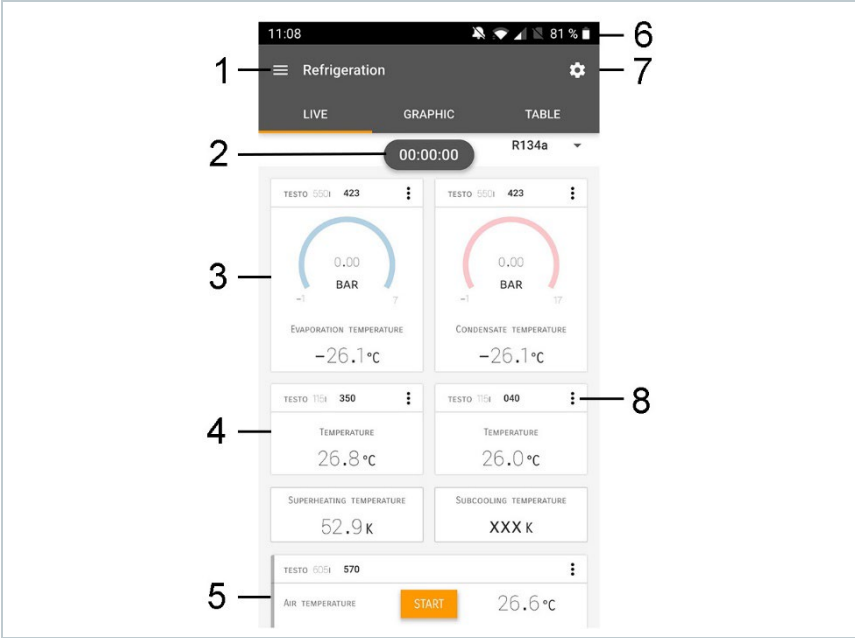 11:08 81 % 6
1 Refrigeration 7
LIVE GRAPHIC TABLE
2 00:00:00 R134a
TESTO 550I 423 TESTO 550I 423
3 0.00 0.00
BAR BAR
-1 7 -1 17
EVAPORATION TEMPERATURE CONDENSATE TEMPERATURE
-26.1°C -26.1°C
TESTO 115I 350 TESTO 115I 040 8
4 TEMPERATURE TEMPERATURE
26.8°C 26.0°C
SUPERHEATING TEMPERATURE SUBCOOLING TEMPERATURE
52.9 K XXX K
TESTO 605I 570
5 AIR TEMPERATURE START 26.6°C